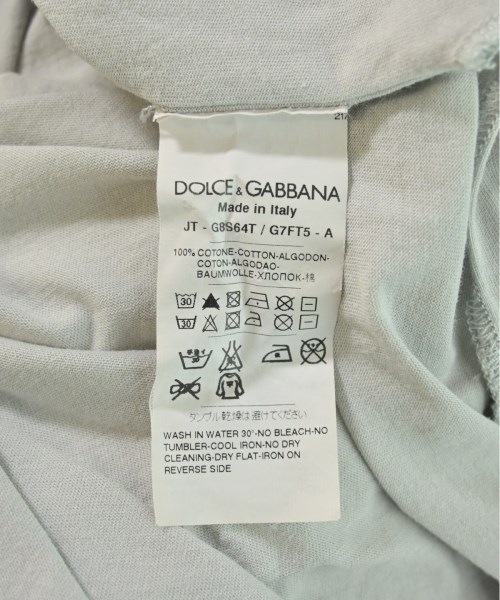 217
DOLCE & GABBANA
Made in Italy
JT - G8S64T / G7FT5 - A
100% COTONE-COTTON-ALGODON-
COTON-ALGODAO-
BAUMWOLLE-ХЛОПОК-棉
30
30
タンブル乾燥は避けてください
WASH IN WATER 30°-NO BLEACH-NO
TUMBLER-COOL IRON-NO DRY
CLEANING-DRY FLAT-IRON ON
REVERSE SIDE